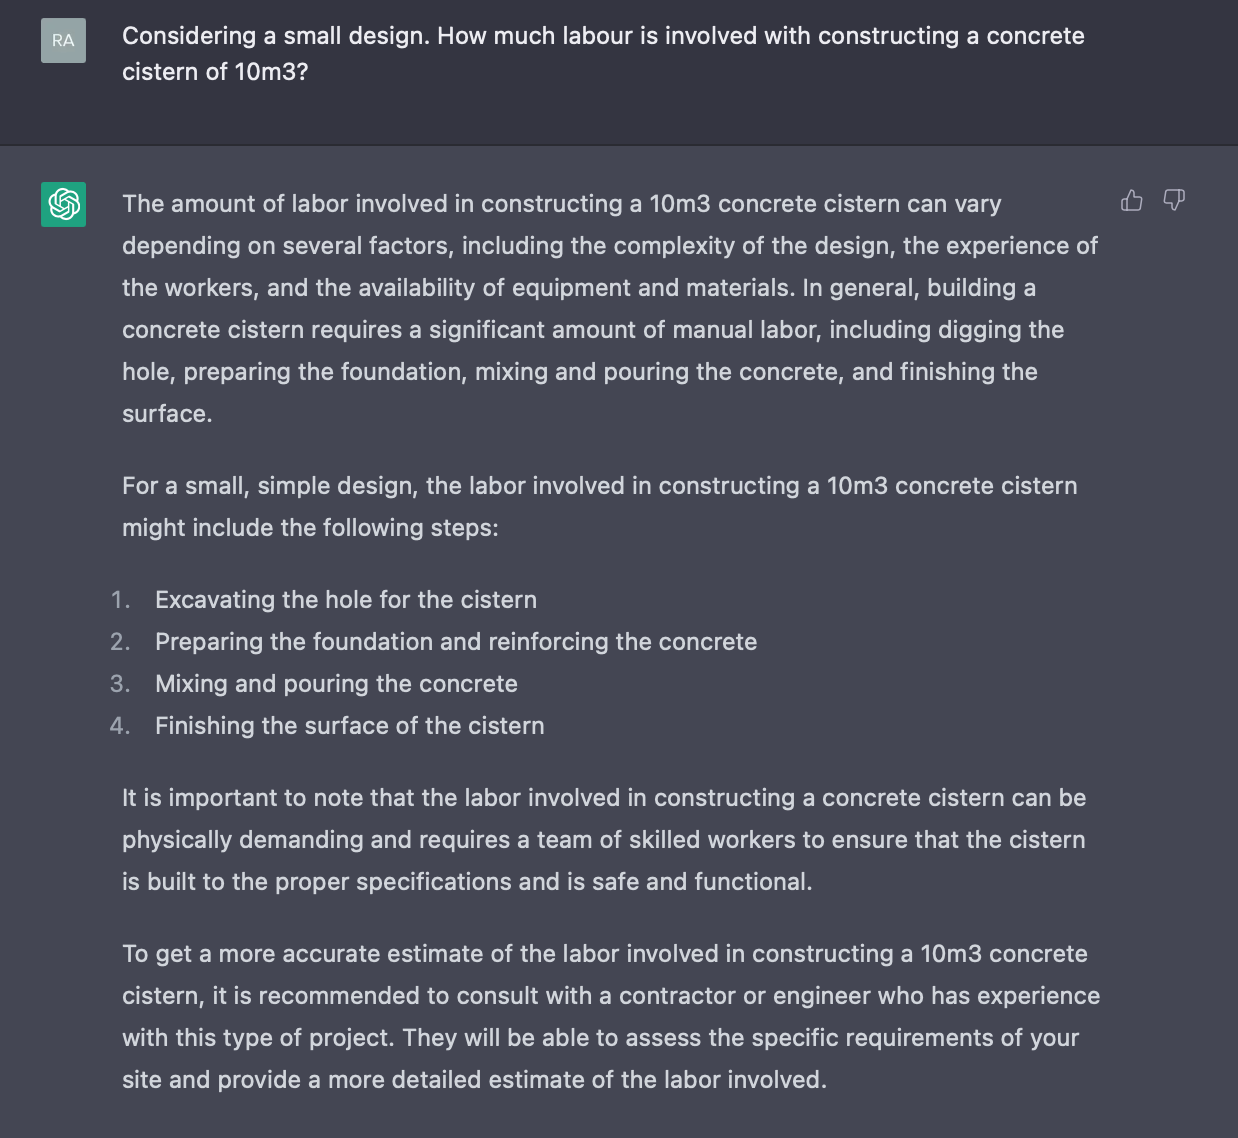 RA
Considering a small design. How much labour is involved with constructing a concrete
cistern of 10m3?
The amount of labor involved in constructing a 10m3 concrete cistern can vary
depending on several factors, including the complexity of the design, the experience of
the workers, and the availability of equipment and materials. In general, building a
concrete cistern requires a significant amount of manual labor, including digging the
hole, preparing the foundation, mixing and pouring the concrete, and finishing the
surface.
For a small, simple design, the labor involved in constructing a 10m3 concrete cistern
might include the following steps:
1. Excavating the hole for the cistern
2. Preparing the foundation and reinforcing the concrete
3. Mixing and pouring the concrete
4. Finishing the surface of the cistern
It is important to note that the labor involved in constructing a concrete cistern can be
physically demanding and requires a team of skilled workers to ensure that the cistern
is built to the proper specifications and is safe and functional.
To get a more accurate estimate of the labor involved in constructing a 10m3 concrete
cistern, it is recommended to consult with a contractor or engineer who has experience
with this type of project. They will be able to assess the specific requirements of your
site and provide a more detailed estimate of the labor involved.